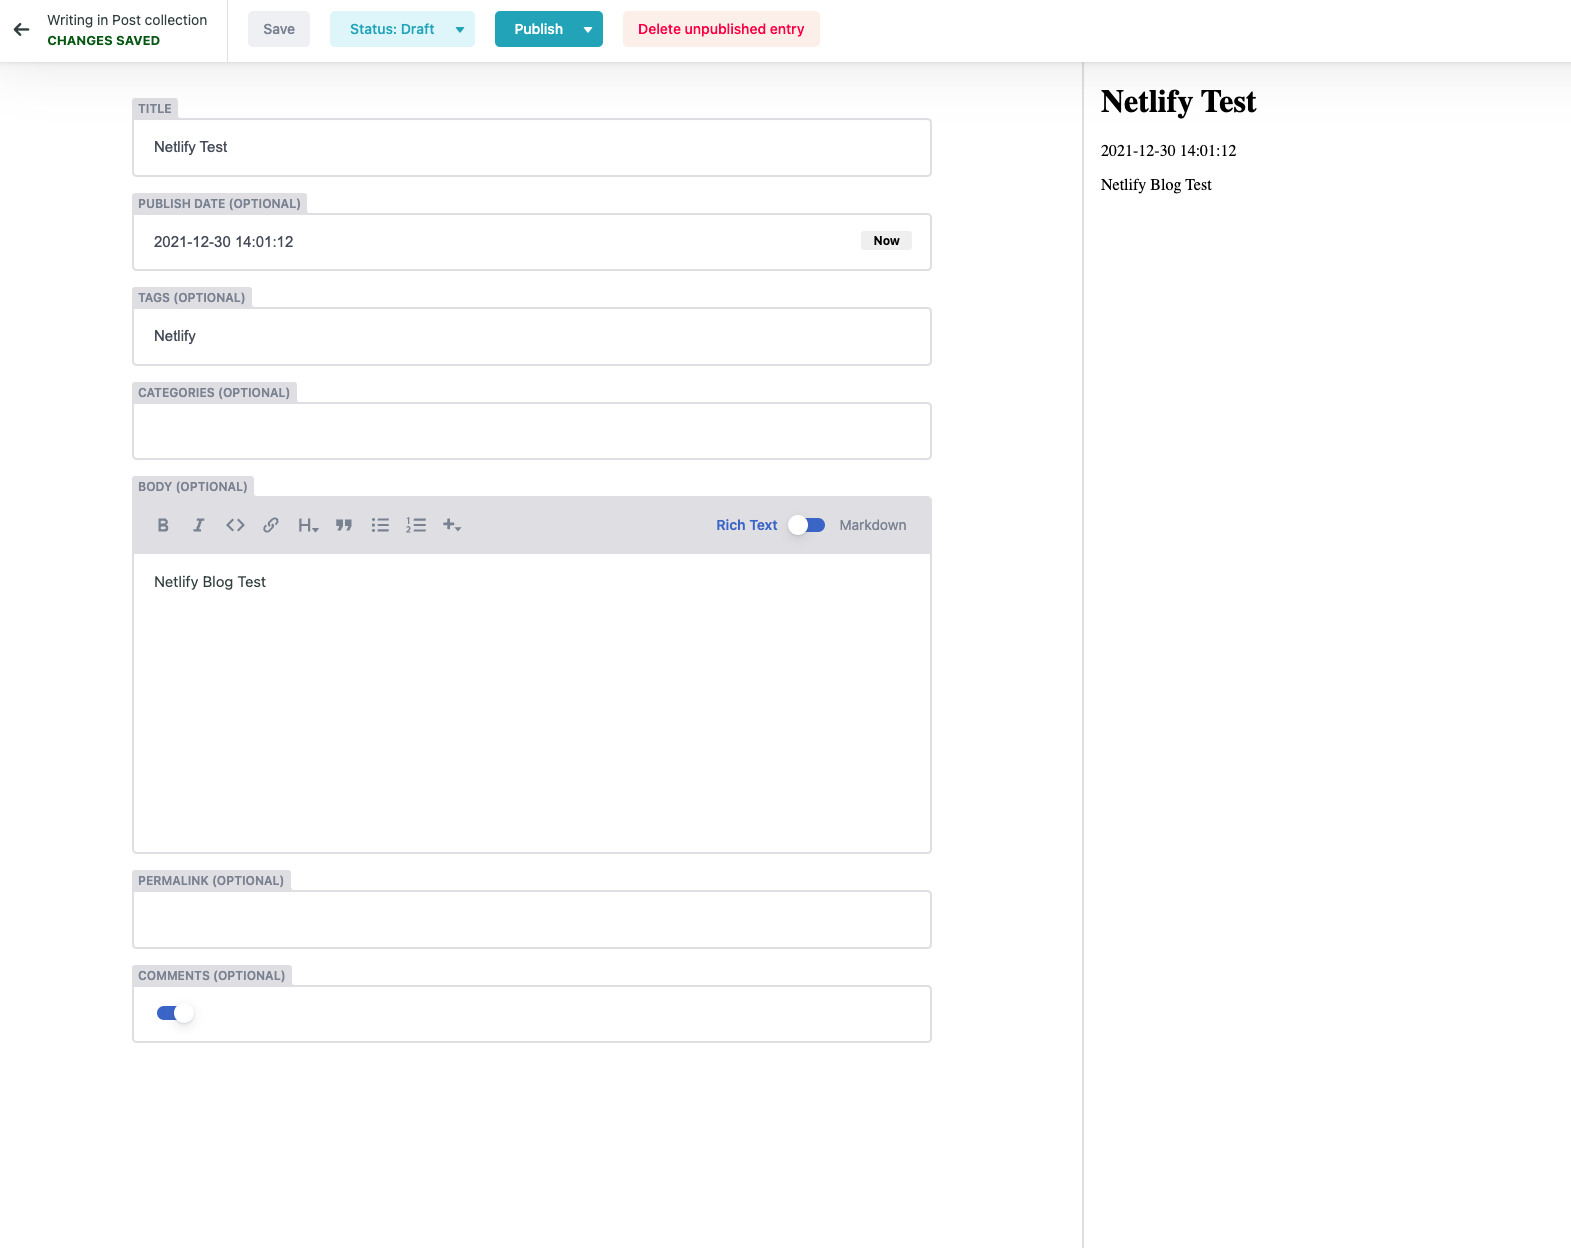 Writing in Post collection
CHANGES SAVED
Save
Status: Draft
Publish
Delete unpublished entry
TITLE
Netlify Test
PUBLISH DATE (OPTIONAL)
2021-12-30 14:01:12
Now
TAGS (OPTIONAL)
Netlify
CATEGORIES (OPTIONAL)
BODY (OPTIONAL)
Rich Text
Markdown
Netlify Blog Test
PERMALINK (OPTIONAL)
COMMENTS (OPTIONAL)
Netlify Test
2021-12-30 14:01:12
Netlify Blog Test